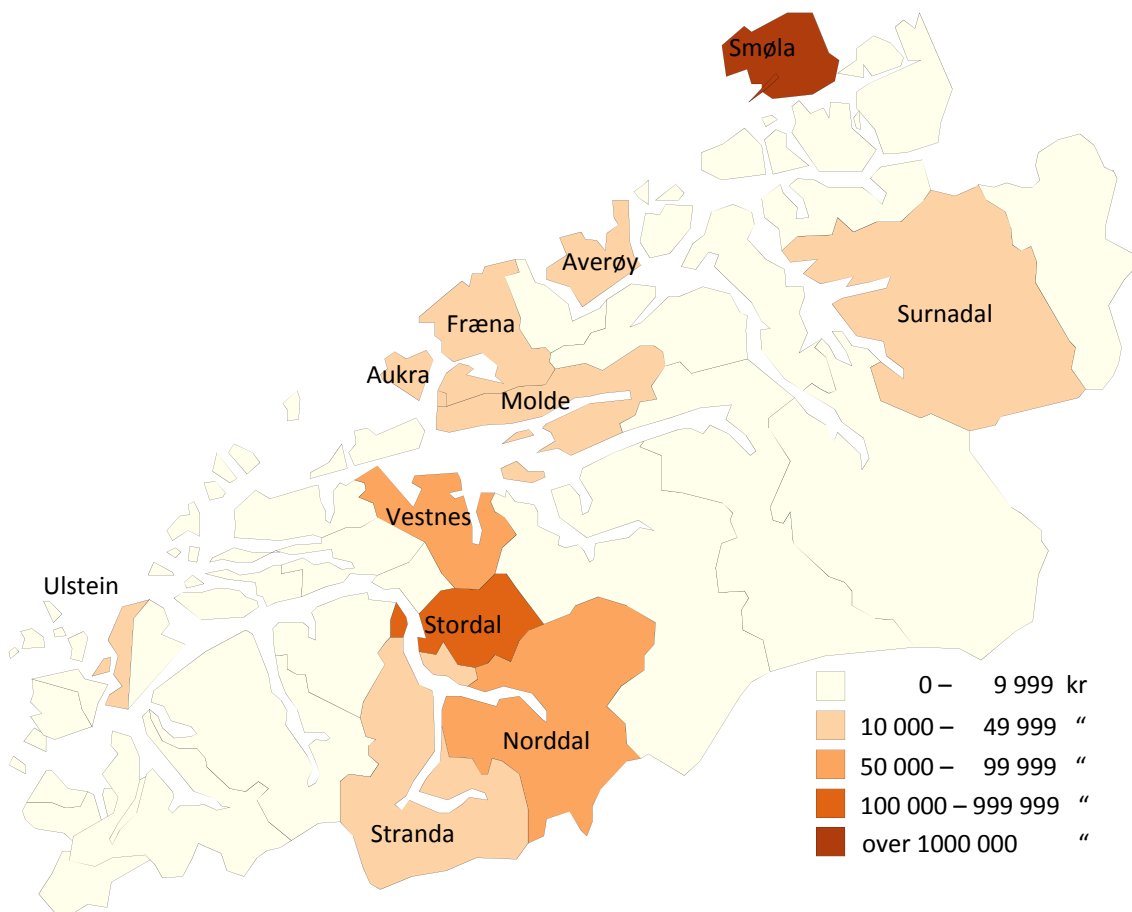 Smøla
Averøy
Surnadal
Fræna
Aukra
Molde
Vestnes
Ulstein
Stordal
Norddal
Stranda
0 – 9 999 kr
10 000 – 49 999 “
50 000 – 99 999 “
100 000 – 999 999 “
over 1000 000 “